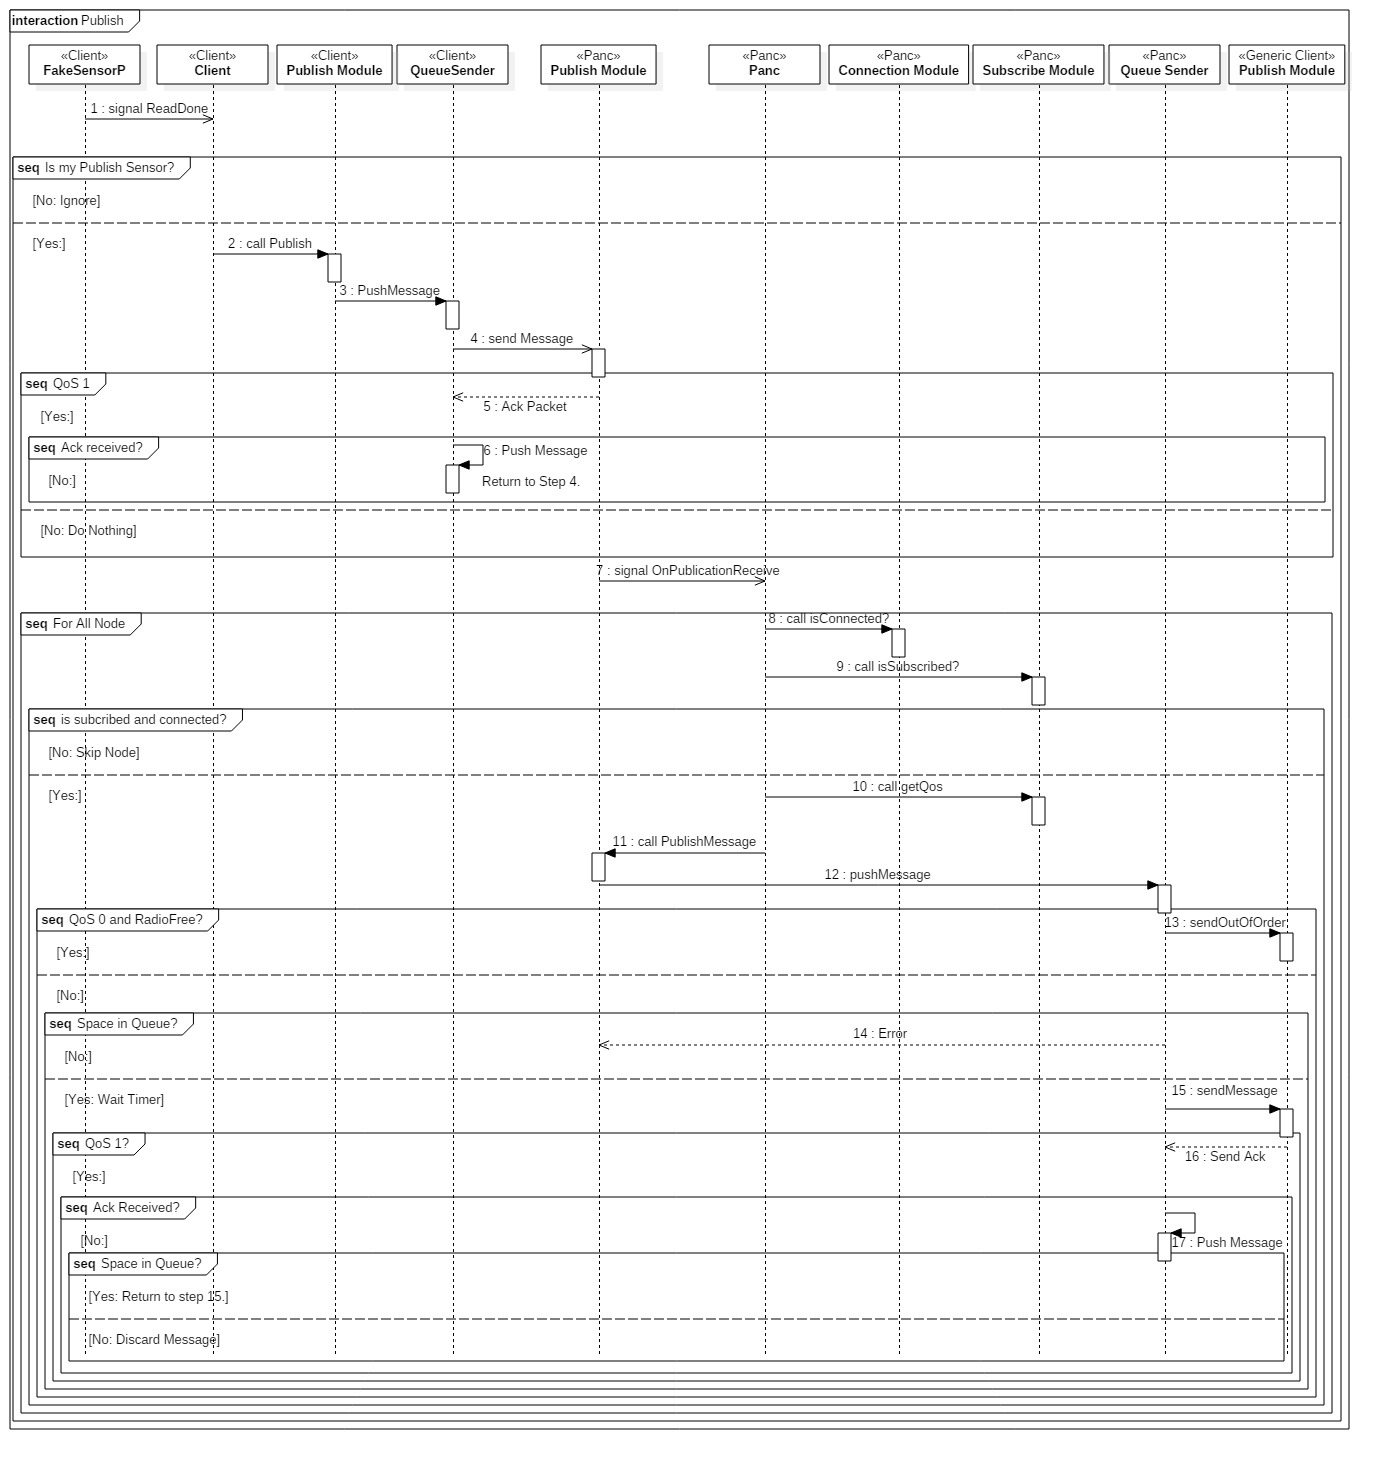 interaction Publish
«Client» «Client» «Client» «Client» «Panc» «Panc» «Panc» «Panc» «Panc» «Generic Client»
FakeSensorP Client Publish Module QueueSender Publish Module Panc Connection Module Subscribe Module Queue Sender Publish Module
1 : signal ReadDone
seq Is my Publish Sensor?
[No: Ignore]
[Yes:] 2 : call Publish
3 : PushMessage
4 : send Message
seq QoS 1
5 : Ack Packet
[Yes:]
seq Ack received? 6 : Push Message
[No:] Return to Step 4.
[No: Do Nothing]
7 : signal OnPublicationReceive
8 : call isConnected?
seq For All Node
9 : call isSubscribed?
seq is subcribed and connected?
[No: Skip Node]
10 : call getQos
[Yes:]
11 : call PublishMessage
12 : pushMessage
seq QoS 0 and RadioFree? 13 : sendOutOfOrder
[Yes:]
[No:]
seq Space in Queue? 14 : Error
[No:]
15 : sendMessage
[Yes: Wait Timer]
seq QoS 1?
16 : Send Ack
[Yes:]
seq Ack Received?
[No:] 17 : Push Message
seq Space in Queue?
[Yes: Return to step 15.]
[No: Discard Message]